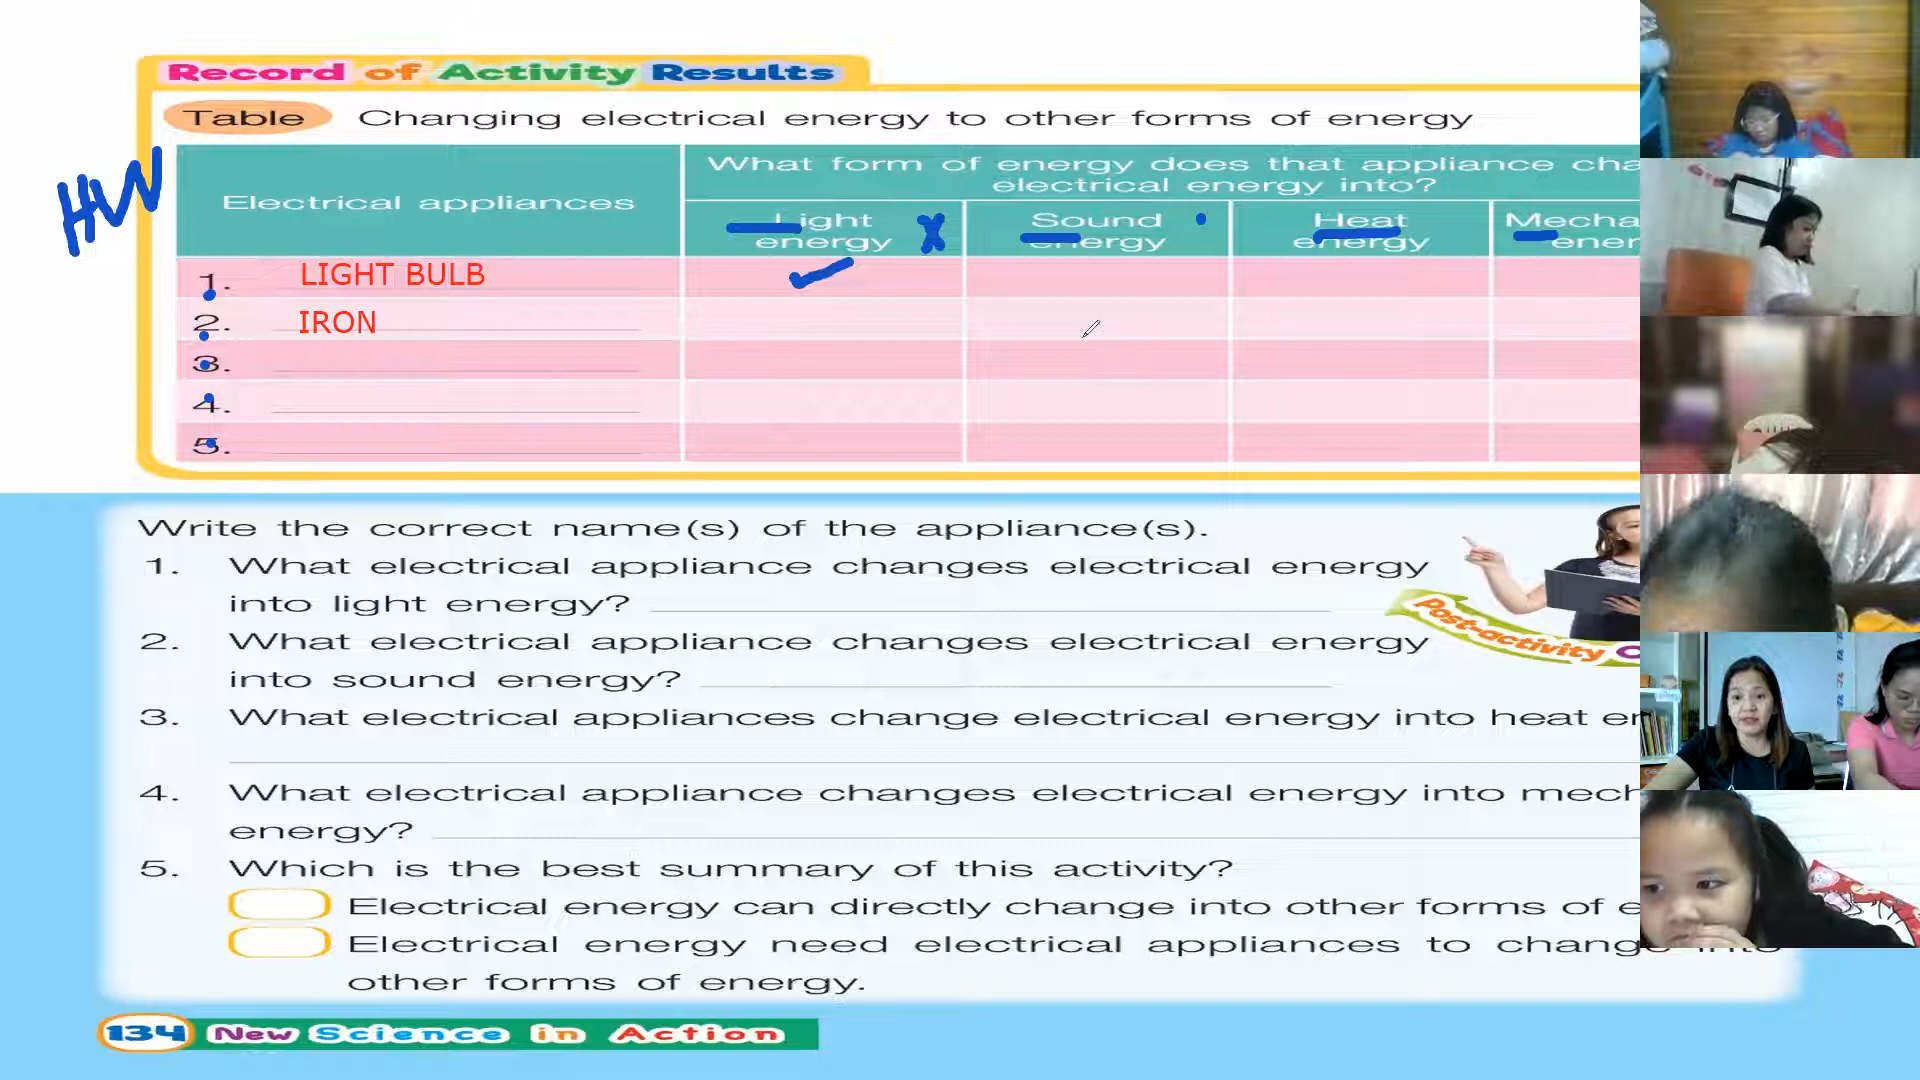 Record of Activity Results
Table Changing electrical energy to other forms of energy
HW
Electrical appliances
What form of energy does that appliance cha
electrical energy into?
Light energy X
Sound energy
Heat energy
Mecha ener
1. LIGHT BULB
2. IRON
3.
4.
5.
Write the correct name(s) of the appliance(s).
1. What electrical appliance changes electrical energy
into light energy?
2. What electrical appliance changes electrical energy
into sound energy?
3. What electrical appliances change electrical energy into heat en
4. What electrical appliance changes electrical energy into mech
energy?
5. Which is the best summary of this activity?
Electrical energy can directly change into other forms of e
Electrical energy need electrical appliances to change into
other forms of energy.
Post-activity
134 New Science in Action